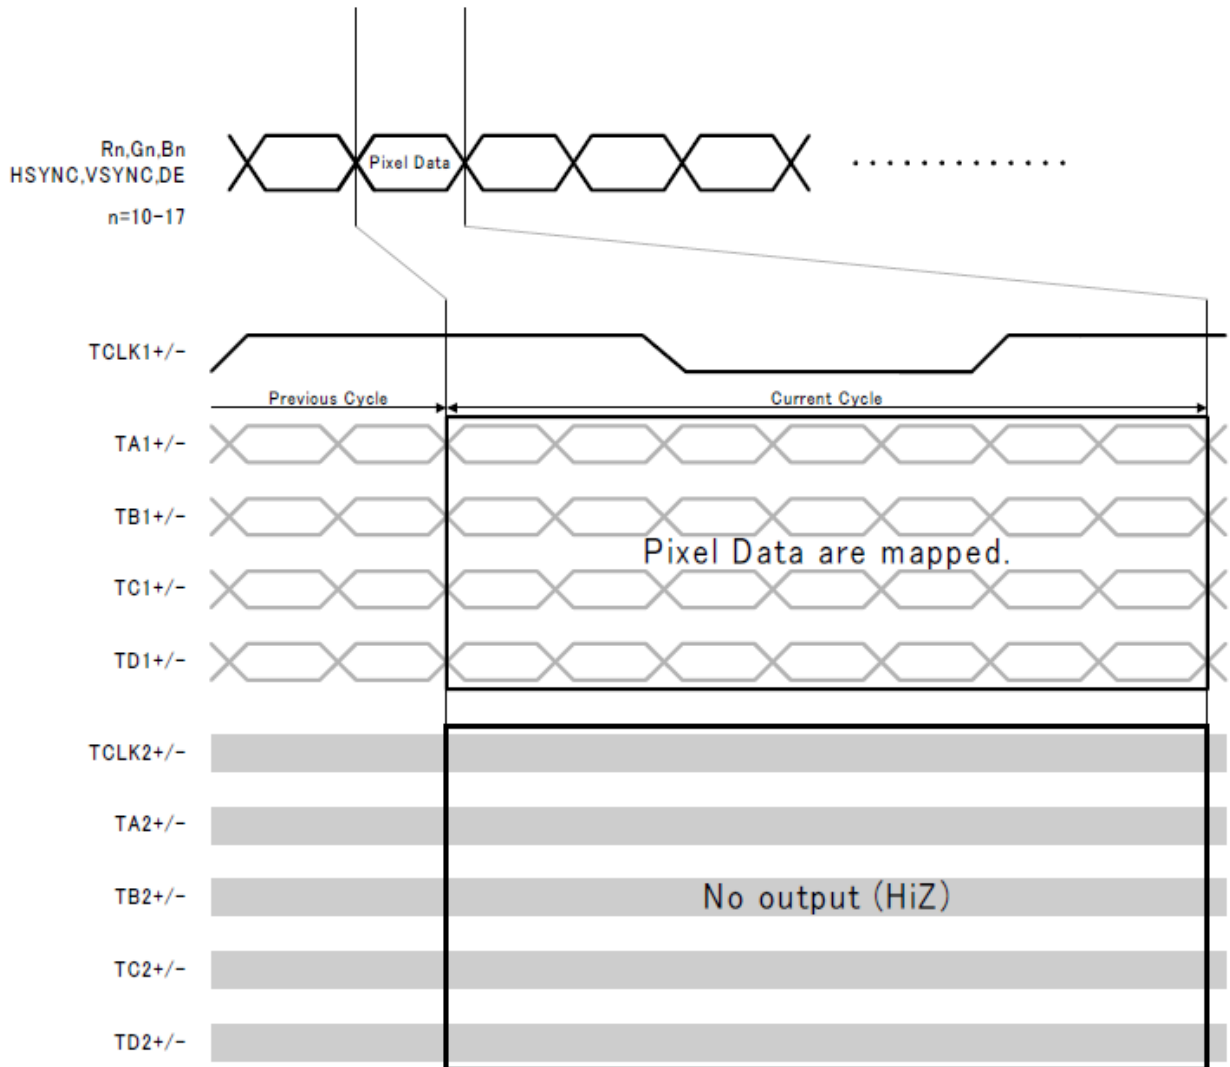 Rn,Gn,Bn
HSYNC,VSYNC,DE
n=10-17
Pixel Data
TCLK1+/-
Previous Cycle
Current Cycle
TA1+/-
TB1+/-
Pixel Data are mapped.
TC1+/-
TD1+/-
TCLK2+/-
TA2+/-
TB2+/-
No output (HiZ)
TC2+/-
TD2+/-